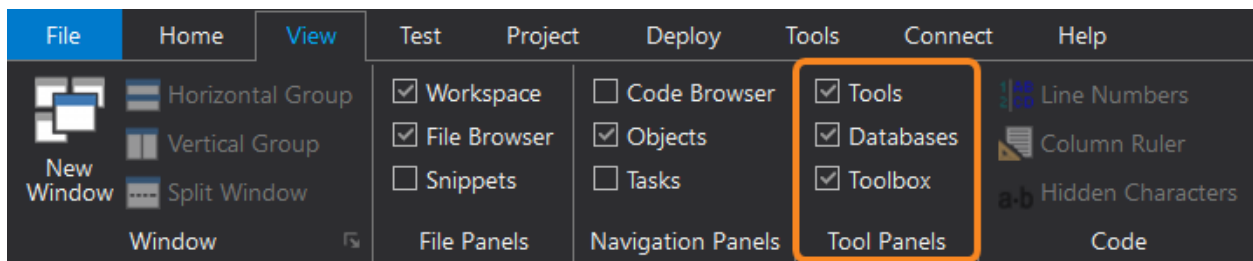 File Home View Test Project Deploy Tools Connect Help
New
Window
Horizontal Group
Vertical Group
Split Window
Window
Workspace
File Browser
Snippets
File Panels
Code Browser
Objects
Tasks
Navigation Panels
Tools
Databases
Toolbox
Tool Panels
Line Numbers
Column Ruler
a-b Hidden Characters
Code